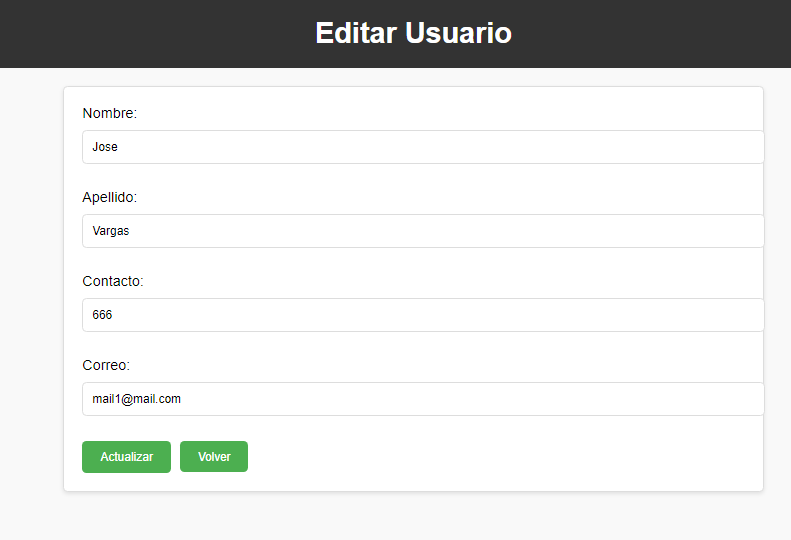 Editar Usuario
Nombre:
Jose
Apellido:
Vargas
Contacto:
666
Correo:
mail1@mail.com
Actualizar Volver